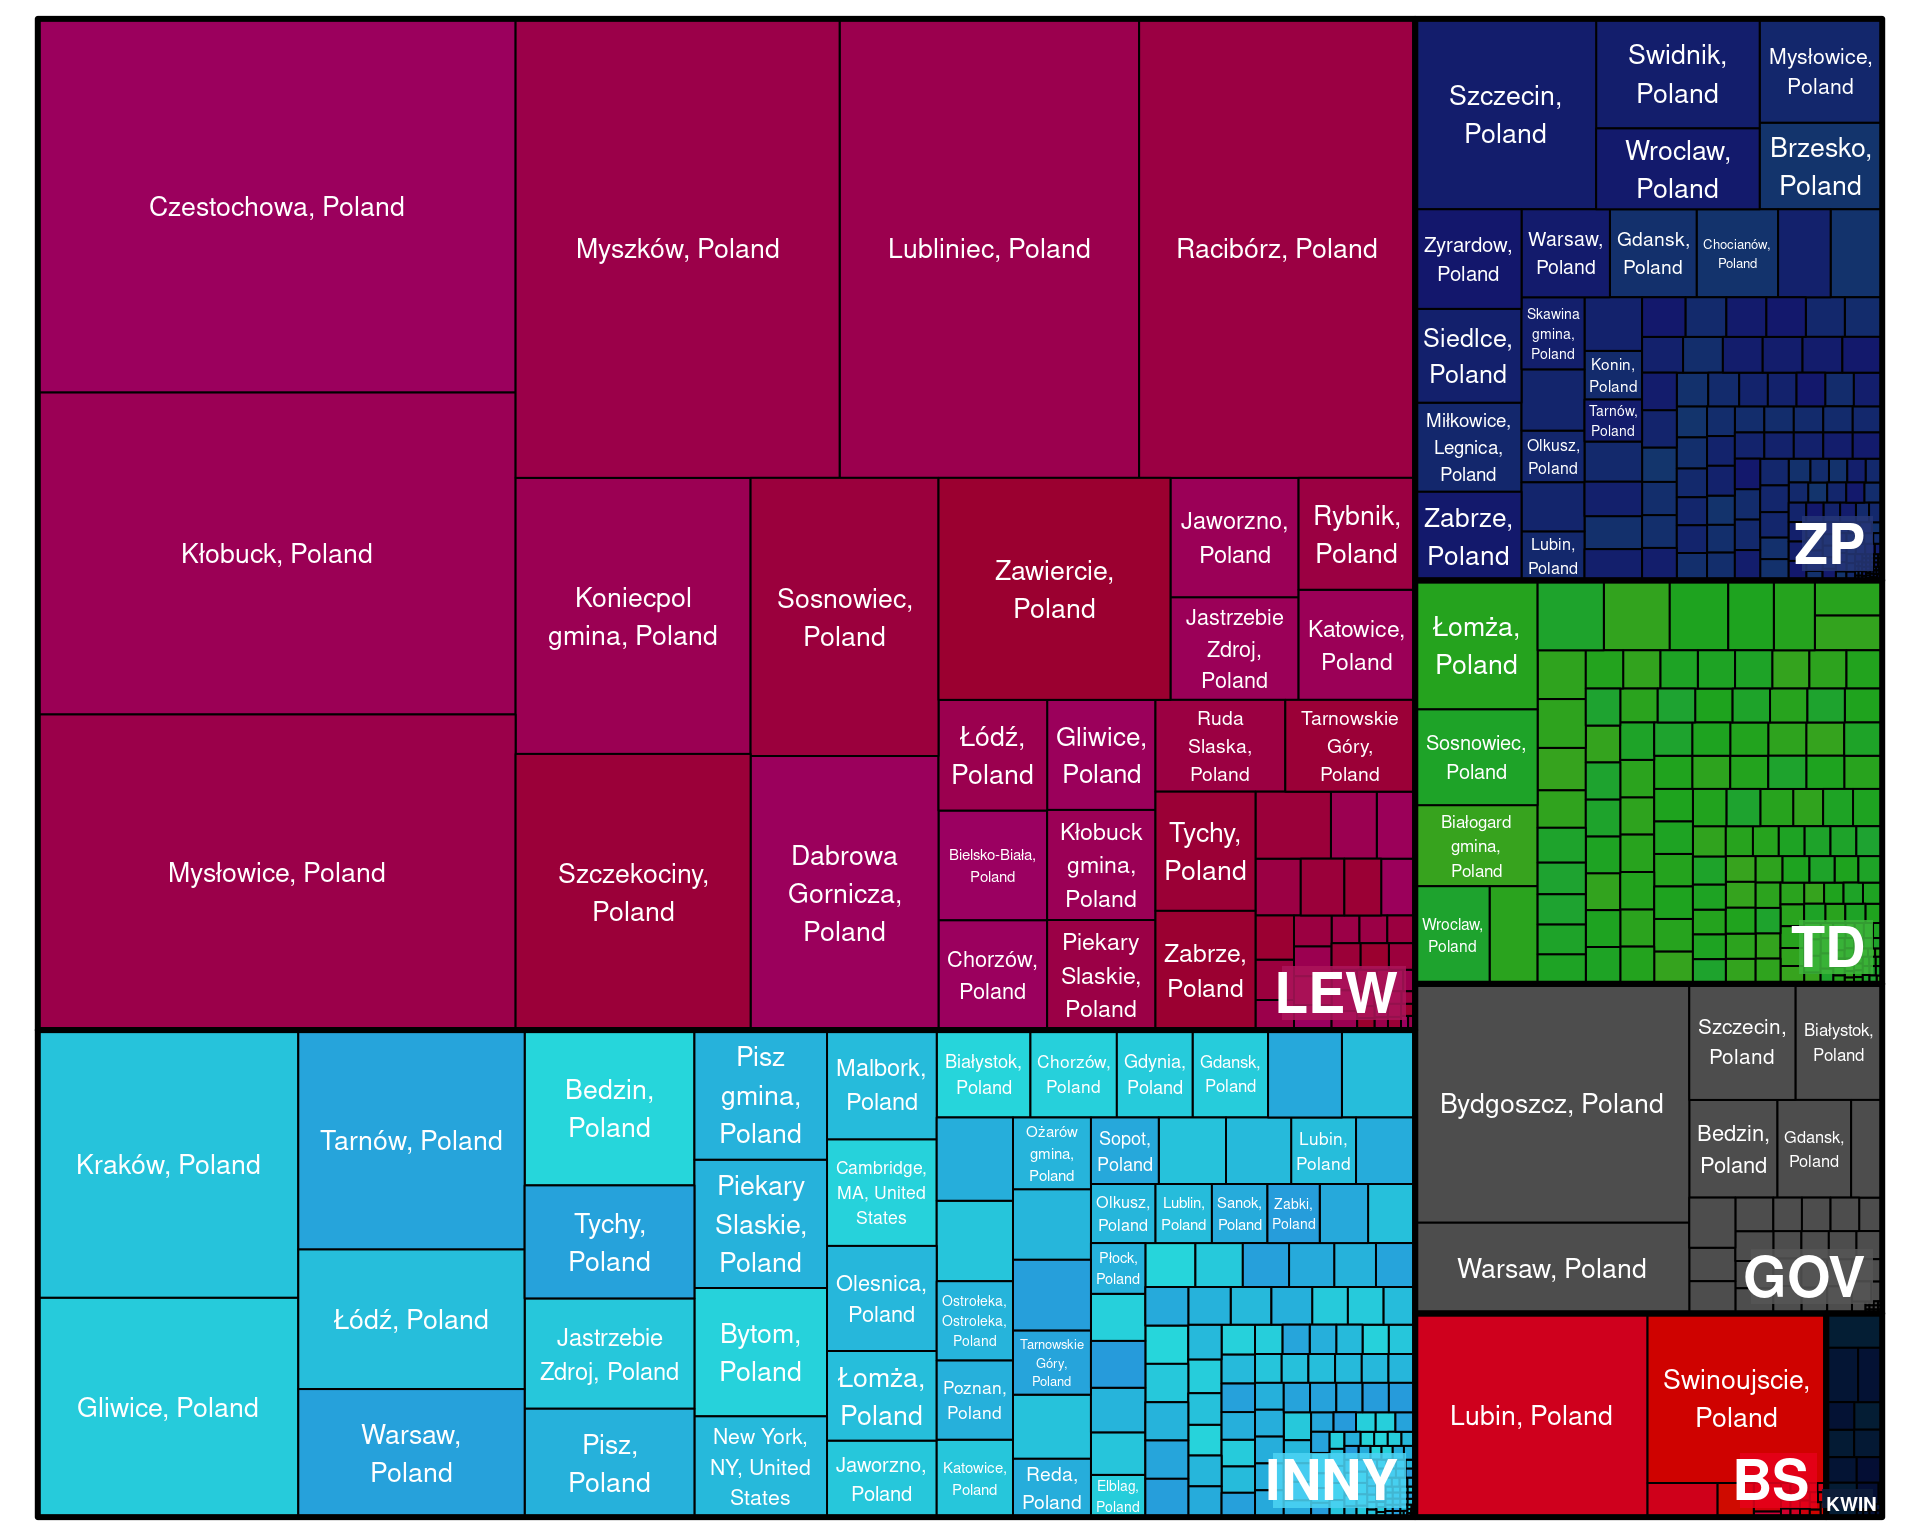 Czestochowa, Poland
Kłobuck, Poland
Mysłowice, Poland
Myszków, Poland
Lubliniec, Poland
Racibórz, Poland
Koniecpol
gmina, Poland
Szczekociny,
Poland
Sosnowiec,
Poland
Dabrowa
Gornicza,
Poland
Zawiercie,
Poland
Jaworzno,
Poland
Jastrzebie
Zdroj,
Poland
Rybnik,
Poland
Katowice,
Poland
Łódź,
Poland
Bielsko-Biała,
Poland
Chorzów,
Poland
Gliwice,
Poland
Kłobuck
gmina,
Poland
Piekary
Slaskie,
Poland
Ruda
Slaska,
Poland
Tarnowskie
Góry,
Poland
Tychy,
Poland
Zabrze,
Poland
LEW
Szczecin,
Poland
Swidnik,
Poland
Wroclaw,
Poland
Mysłowice,
Poland
Brzesko,
Poland
Zyrardow,
Poland
Siedlce,
Poland
Miłkowice,
Legnica,
Poland
Zabrze,
Poland
Warsaw,
Poland
Gdansk,
Poland
Chocianów,
Poland
Skawina
gmina,
Poland
Olkusz,
Poland
Lubin,
Poland
Konin,
Poland
Tarnów,
Poland
ZP
Łomża,
Poland
Sosnowiec,
Poland
Białogard
gmina,
Poland
Wroclaw,
Poland
TD
Bydgoszcz, Poland
Warsaw, Poland
Szczecin,
Poland
Białystok,
Poland
Bedzin,
Poland
Gdansk,
Poland
GOV
Lubin, Poland
Swinoujscie,
Poland
BS
KWIN
Kraków, Poland
Gliwice, Poland
Tarnów, Poland
Łódź, Poland
Warsaw,
Poland
Bedzin,
Poland
Tychy,
Poland
Jastrzebie
Zdroj, Poland
Pisz,
Poland
Pisz
gmina,
Poland
Piekary
Slaskie,
Poland
Bytom,
Poland
New York,
NY, United
States
Malbork,
Poland
Cambridge,
MA, United
States
Olesnica,
Poland
Łomża,
Poland
Jaworzno,
Poland
Białystok,
Poland
Chorzów,
Poland
Gdynia,
Poland
Gdansk,
Poland
Ostrołeka,
Ostroleka,
Poland
Poznan,
Poland
Katowice,
Poland
Ożarów
gmina,
Poland
Tarnowskie
Góry,
Poland
Reda,
Poland
Sopot,
Poland
Lubin,
Poland
Olkusz,
Poland
Lublin,
Poland
Sanok,
Poland
Zabki,
Poland
Płock,
Poland
Elblag,
Poland
INNY